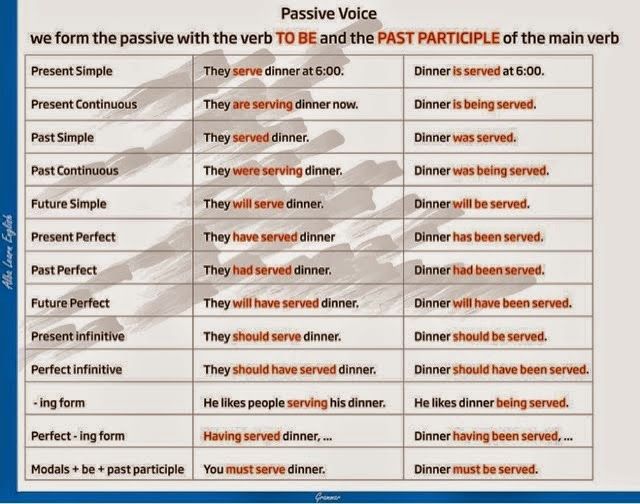 Passive Voice
we form the passive with the verb TO BE and the PAST PARTICIPLE of the main verb
Present Simple They serve dinner at 6:00. Dinner is served at 6:00.
Present Continuous They are serving dinner now. Dinner is being served.
Past Simple They served dinner. Dinner was served.
Past Continuous They were serving dinner. Dinner was being served.
Future Simple They will serve dinner. Dinner will be served.
Present Perfect They have served dinner Dinner has been served.
Past Perfect They had served dinner. Dinner had been served.
Future Perfect They will have served dinner. Dinner will have been served.
Present infinitive They should serve dinner. Dinner should be served.
Perfect infinitive They should have served dinner. Dinner should have been served.
- ing form He likes people serving his dinner. He likes dinner being served.
Perfect - ing form Having served dinner, ... Dinner having been served, ...
Modals + be + past participle You must serve dinner. Dinner must be served.
Alba Learn English
Grammar